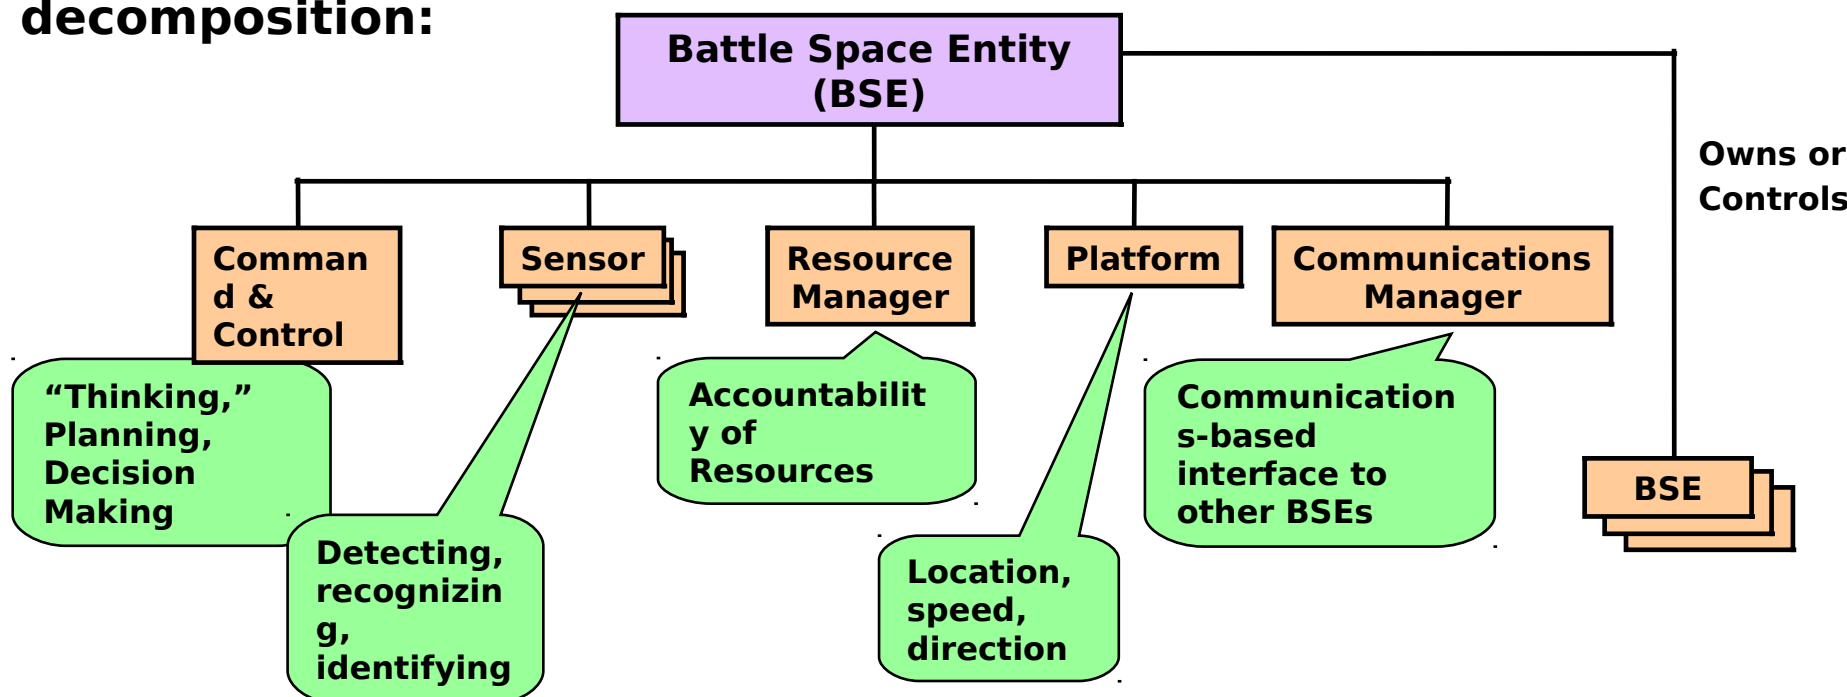 decomposition:
Battle Space Entity
(BSE)
Owns or
Controls
Comman
d &
Control
Sensor
Resource
Manager
Platform
Communications
Manager
“Thinking,”
Planning,
Decision
Making
Detecting,
recognizin
g,
identifying
Accountabilit
y of
Resources
Location,
speed,
direction
Communication
s-based
interface to
other BSEs
BSE